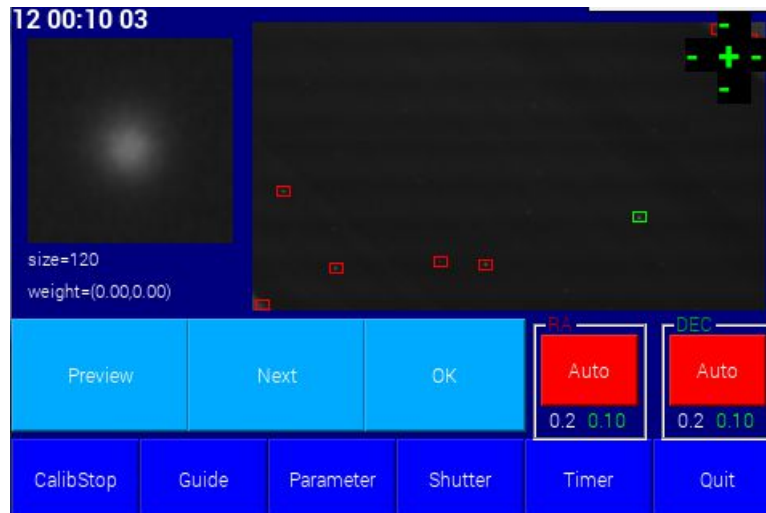 12 00:10 03
- 
- + -
-
size=120
weight=(0.00,0.00)
RA
DEC
Preview
Next
OK
Auto
Auto
0.2 0.10
0.2 0.10
CalibStop
Guide
Parameter
Shutter
Timer
Quit